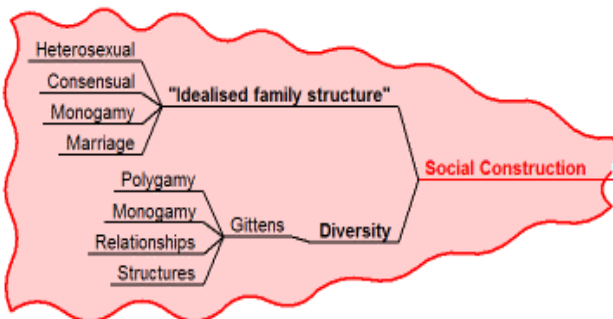 Heterosexual
Consensual
Monogamy
Marriage
"Idealised family structure"
Social Construction
Polygamy
Monogamy
Relationships
Structures
Gittens
Diversity